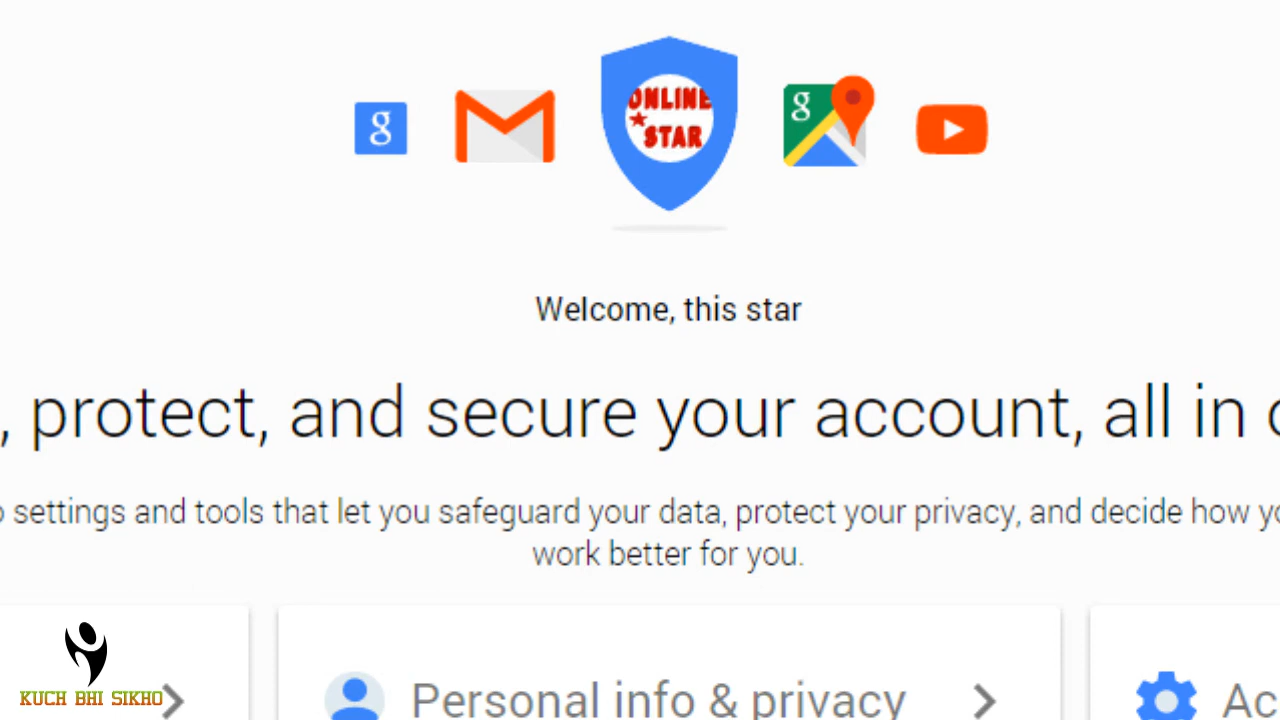 g
g
ONLINE
STAR
Welcome, this star
, protect, and secure your account, all in
settings and tools that let you safeguard your data, protect your privacy, and decide how
work better for you.
Personal info & privacy
KUCH BHI SIKHO